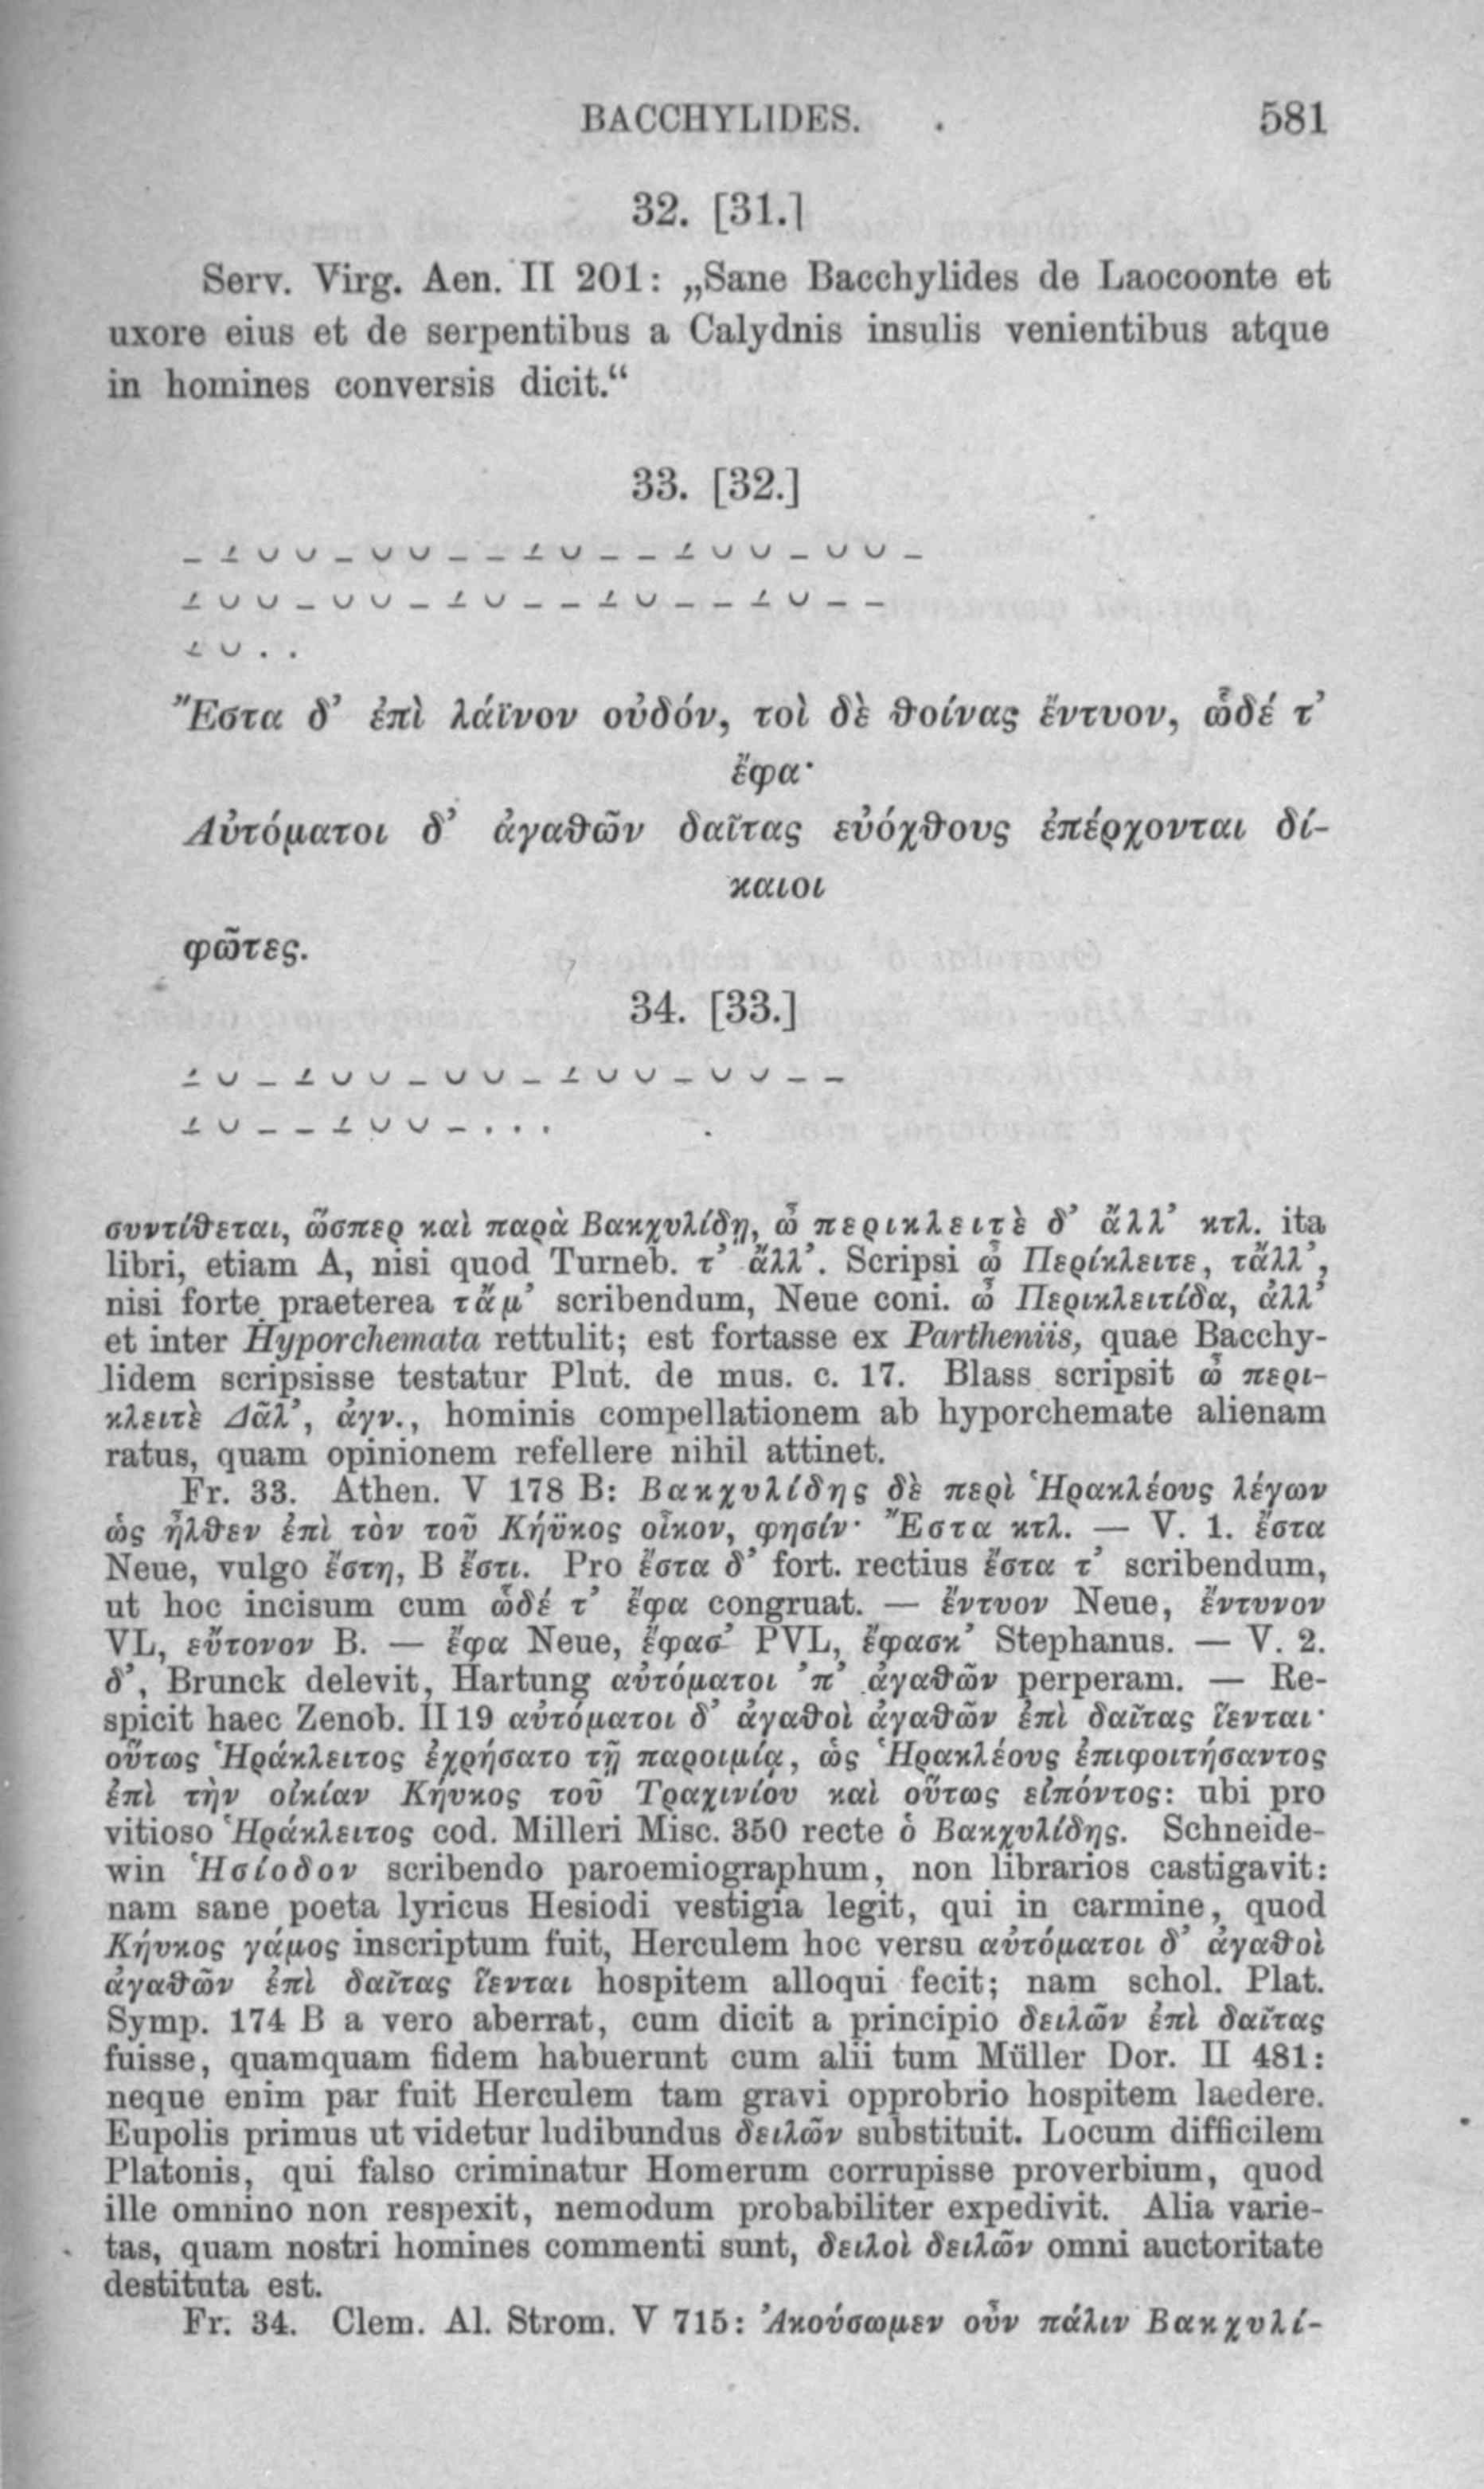 BACCHYLIDES. 581
32. [31.]
Serv. Virg. Aen. II 201: „Sane Bacchylides de Laocoonte et
uxore eius et de serpentibus a Calydnis insulis venientibus atque
in homines conversis dicit.“
33. [32.]
_ ⊥ ∪ ∪ _ ∪ ∪ _ _ ⊥ ∪ _ _ ⊥ ∪ ∪ _ ∪ ∪ _
⊥ ∪ ∪ _ ∪ ∪ _ ⊥ ∪ _ _ ⊥ ∪ _ _ ⊥ ∪ _ _
⊥ ∪ . .
Ἔστα δ’ ἐπὶ λάϊνον οὐδόν, τοὶ δὲ θοίνας ἔντυον, ὧδέ τ’
ἔφα·
Αὐτόματοι δ’ ἀγαθῶν δαῖτας εὐόχθους ἐπέρχονται δί-
καιοι
φῶτες.
34. [33.]
⊥ ∪ _ ⊥ ∪ ∪ _ ∪ ∪ _ ⊥ ∪ ∪ _ ∪ ∪ _ _
⊥ ∪ _ _ ⊥ ∪ ∪ _ . . .
συντίθεται, ὥσπερ καὶ παρὰ Βακχυλίδῃ, ὦ περικλειτὲ δ’ ἄλλ’ κτλ. ita
libri, etiam A, nisi quod Turneb. τ’ ἄλλ’. Scripsi ὦ Περίκλειτε, τἄλλ’,
nisi forte praeterea τἄμ’ scribendum, Neue coni. ὦ Περικλειτίδα, ἀλλ’
et inter Hyporchemata rettulit; est fortasse ex Partheniis, quae Bacchy-
lidem scripsisse testatur Plut. de mus. c. 17. Blass scripsit ὦ περι-
κλειτὲ Δᾶλ’, ἀγν., hominis compellationem ab hyporchemate alienam
ratus, quam opinionem refellere nihil attinet.
Fr. 33. Athen. V 178 B: Βακχυλίδης δὲ περὶ Ἡρακλέους λέγων
ὡς ἦλθεν ἐπὶ τὸν τοῦ Κήϋκος οἶκον, φησίν· Ἔστα κτλ. — V. 1. ἔστα
Neue, vulgo ἔστη, B ἔστι. Pro ἔστα δ’ fort. rectius ἔστα τ’ scribendum,
ut hoc incisum cum ὧδέ τ’ ἔφα congruat. — ἔντυον Neue, ἔντυνον
VL, εὔτονον B. — ἔφα Neue, ἔφασ’ PVL, ἔφασκ’ Stephanus. — V. 2.
δ’, Brunck delevit, Hartung αὐτόματοι ’π’ ἀγαθῶν perperam. — Re-
spicit haec Zenob. II 19 αὐτόματοι δ’ ἀγαθοὶ ἀγαθῶν ἐπὶ δαῖτας ἵενται·
οὕτως Ἡράκλειτος ἐχρήσατο τῇ παροιμίᾳ, ὡς Ἡρακλέους ἐπιφοιτήσαντος
ἐπὶ τὴν οἰκίαν Κήυκος τοῦ Τραχινίου καὶ οὕτως εἰπόντος: ubi pro
vitioso Ἡράκλειτος cod. Milleri Misc. 350 recte ὁ Βακχυλίδης. Schneide-
win Ἡσίοδον scribendo paroemiographum, non librarios castigavit:
nam sane poeta lyricus Hesiodi vestigia legit, qui in carmine, quod
Κήυκος γάμος inscriptum fuit, Herculem hoc versu αὐτόματοι δ’ ἀγαθοὶ
ἀγαθῶν ἐπὶ δαῖτας ἵενται hospitem alloqui fecit; nam schol. Plat.
Symp. 174 B a vero aberrat, cum dicit a principio δειλῶν ἐπὶ δαῖτας
fuisse, quamquam fidem habuerunt cum alii tum Müller Dor. II 481:
neque enim par fuit Herculem tam gravi opprobrio hospitem laedere.
Eupolis primus ut videtur ludibundus δειλῶν substituit. Locum difficilem
Platonis, qui falso criminatur Homerum corrupisse proverbium, quod
ille omnino non respexit, nemodum probabiliter expedivit. Alia varie-
tas, quam nostri homines commenti sunt, δειλοὶ δειλῶν omni auctoritate
destituta est.
Fr. 34. Clem. Al. Strom. V 715: Ἀκούσωμεν οὖν πάλιν Βακχυλί-